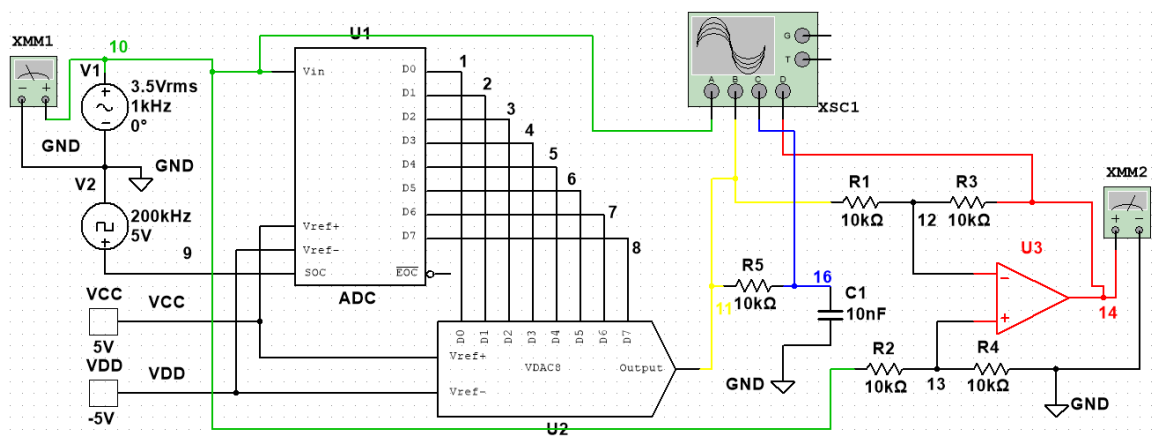 XMM1
10
V1
3.5Vrms
1kHz
0°
GND
GND
V2
200kHz
5V
9
VCC
VCC
5V
VDD
VDD
-5V
U1
Vin
D0
D1
D2
D3
D4
D5
D6
D7
Vref+
Vref-
SOC
EOC
ADC
1
2
3
4
5
6
7
8
D0 D1 D2 D3 D4 D5 D6 D7
Vref+
VDAC8
Output
Vref-
U2
G
T
A B C D
XSC1
11
R5
10kΩ
16
C1
10nF
GND
R1
10kΩ
12
R3
10kΩ
XMM2
U3
14
R2
10kΩ
13
R4
10kΩ
GND